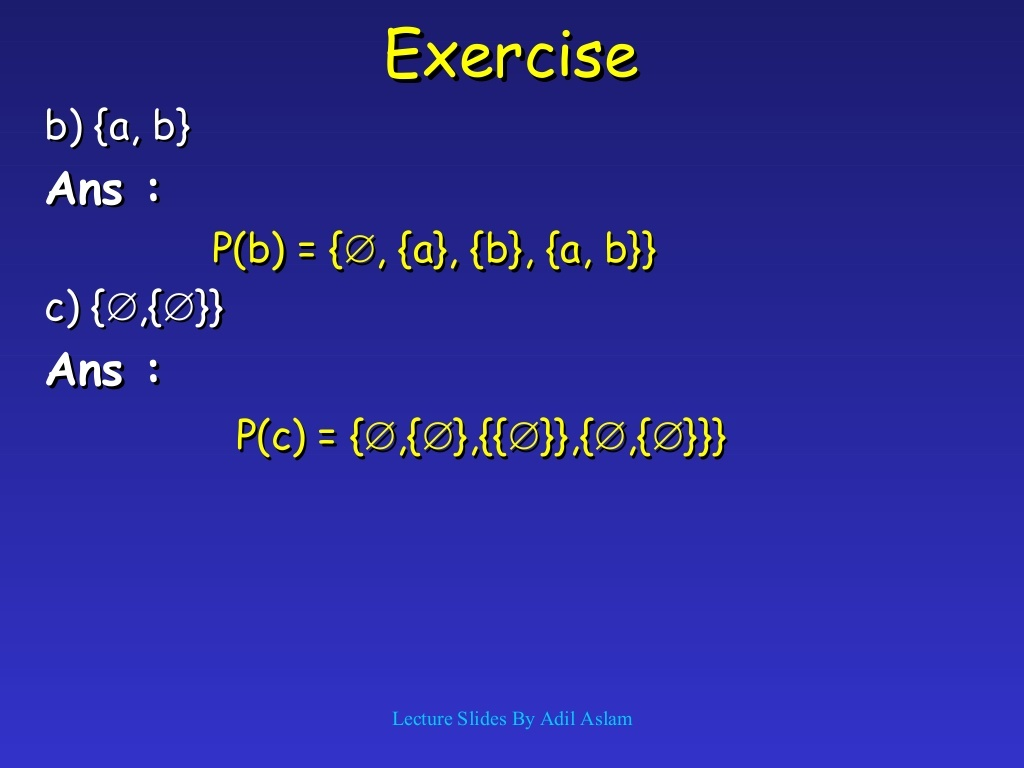 Exercise
b) {a, b}
Ans :
P(b) = {∅, {a}, {b}, {a, b}}
c) {∅,{∅}}
Ans :
P(c) = {∅,{∅},{{∅}},{∅,{∅}}}
Lecture Slides By Adil Aslam